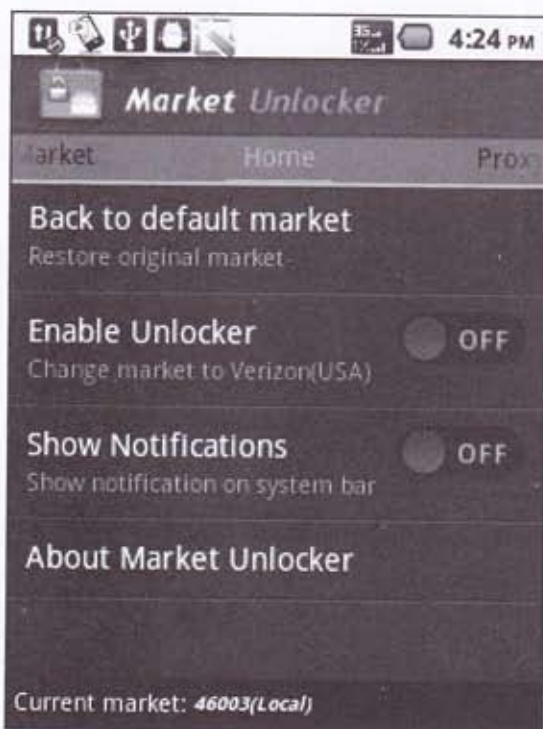 4:24 PM
Market Unlocker
Market Home Prox
Back to default market
Restore original market
Enable Unlocker OFF
Change market to Verizon(USA)
Show Notifications OFF
Show notification on system bar
About Market Unlocker
Current market: 46003(Local)